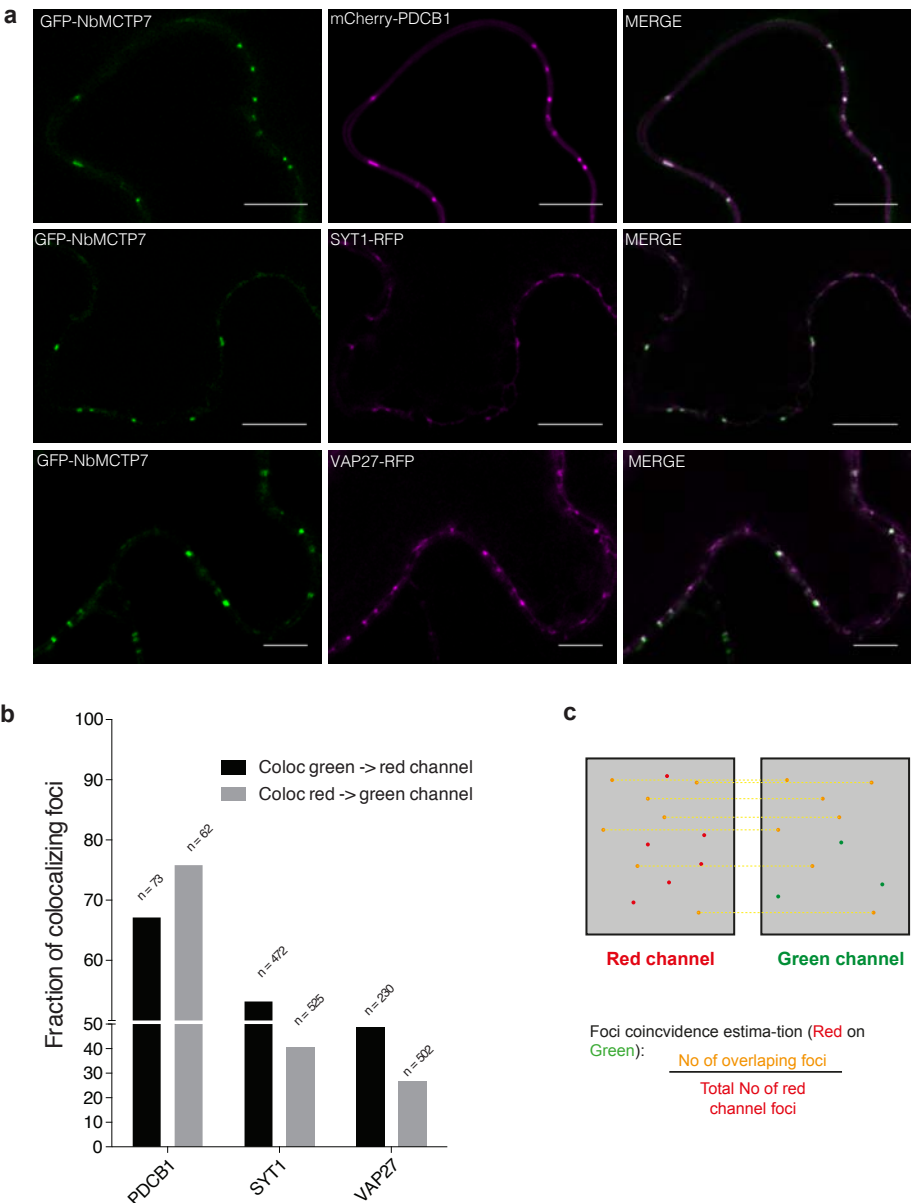 a
GFP-NbMCTP7
mCherry-PDCB1
MERGE
GFP-NbMCTP7
SYT1-RFP
MERGE
GFP-NbMCTP7
VAP27-RFP
MERGE
b
Fraction of colocalizing foci
100
90
80
70
60
50
40
30
20
10
0
Coloc green -> red channel
Coloc red -> green channel
n = 73
n = 62
n = 472
n = 525
n = 230
n = 502
PDCB1
SYT1
VAP27
c
Red channel
Green channel
Foci coincvidence estima-tion (Red on
Green):
No of overlaping foci
Total No of red
channel foci